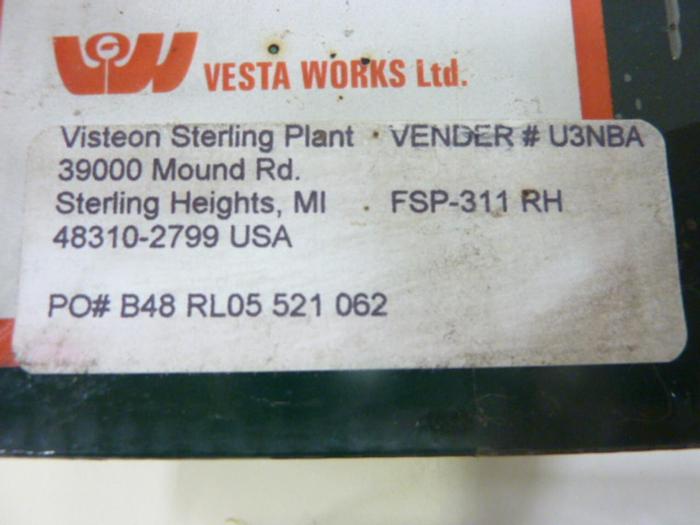 VESTA WORKS Ltd.
Visteon Sterling Plant VENDER # U3NBA
39000 Mound Rd.
Sterling Heights, MI FSP-311 RH
48310-2799 USA
PO# B48 RL05 521 062